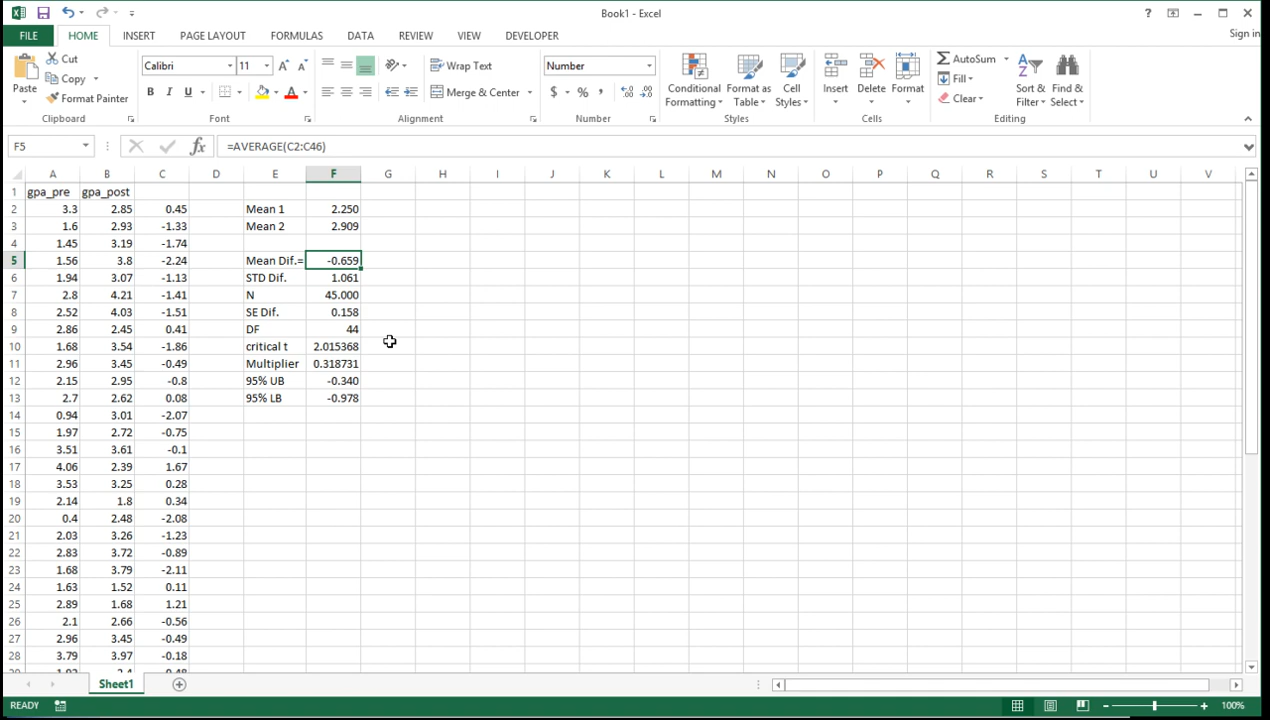 Book1 - Excel
Sign in
FILE HOME INSERT PAGE LAYOUT FORMULAS DATA REVIEW VIEW DEVELOPER
Cut
Copy
Format Painter
Paste
Calibri 11
B I U
Wrap Text
Merge & Center
Number
$ % ,
Conditional Formatting
Format as Table
Cell Styles
Insert Delete Format
AutoSum
Fill
Clear
Sort & Filter
Find & Select
Clipboard Font Alignment Number Styles Cells Editing
F5 fx =AVERAGE(C2:C46)
A B C D E F G H I J K L M N O P Q R S T U V
1 gpa_pre gpa_post
2 3.3 2.85 0.45 Mean 1 2.250
3 1.6 2.93 -1.33 Mean 2 2.909
4 1.45 3.19 -1.74
5 1.56 3.8 -2.24 Mean Dif.= -0.659
6 1.94 3.07 -1.13 STD Dif. 1.061
7 2.8 4.21 -1.41 N 45.000
8 2.52 4.03 -1.51 SE Dif. 0.158
9 2.86 2.45 0.41 DF 44
10 1.68 3.54 -1.86 critical t 2.015368
11 2.96 3.45 -0.49 Multiplier 0.318731
12 2.15 2.95 -0.8 95% UB -0.340
13 2.7 2.62 0.08 95% LB -0.978
14 0.94 3.01 -2.07
15 1.97 2.72 -0.75
16 3.51 3.61 -0.1
17 4.06 2.39 1.67
18 3.53 3.25 0.28
19 2.14 1.8 0.34
20 0.4 2.48 -2.08
21 2.03 3.26 -1.23
22 2.83 3.72 -0.89
23 1.68 3.79 -2.11
24 1.63 1.52 0.11
25 2.89 1.68 1.21
26 2.1 2.66 -0.56
27 2.96 3.45 -0.49
28 3.79 3.97 -0.18
Sheet1
READY 100%